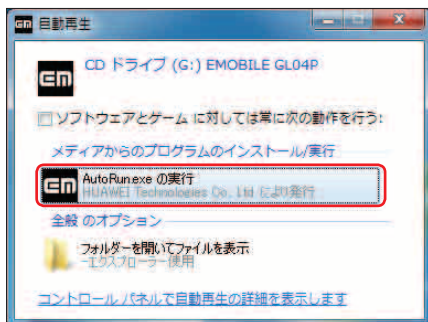 自動再生
CD ドライブ (G:) EMOBILE GL04P
ソフトウェアとゲーム に対しては常に次の動作を行う:
メディアからのプログラムのインストール/実行
AutoRun.exe の実行
HUAWEI Technologies Co., Ltd により発行
全般 のオプション
フォルダーを開いてファイルを表示
-エクスプローラー使用
コントロール パネルで自動再生の詳細を表示します